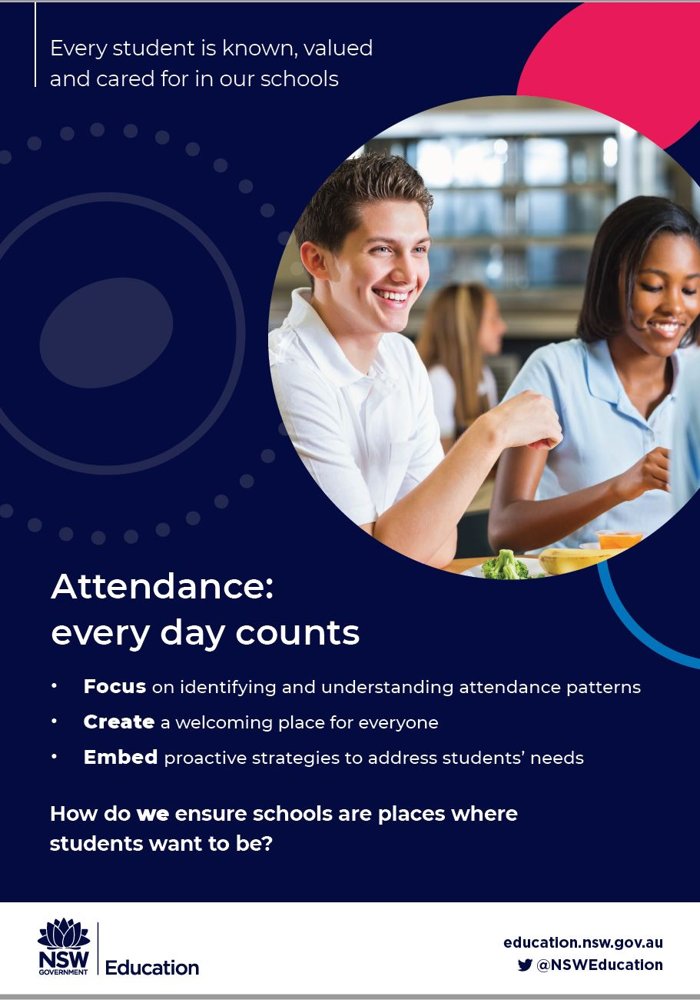 Every student is known, valued
and cared for in our schools
Attendance:
every day counts
• Focus on identifying and understanding attendance patterns
• Create a welcoming place for everyone
• Embed proactive strategies to address students’ needs
How do we ensure schools are places where
students want to be?
NSW
GOVERNMENT
Education
education.nsw.gov.au
@NSWEducation